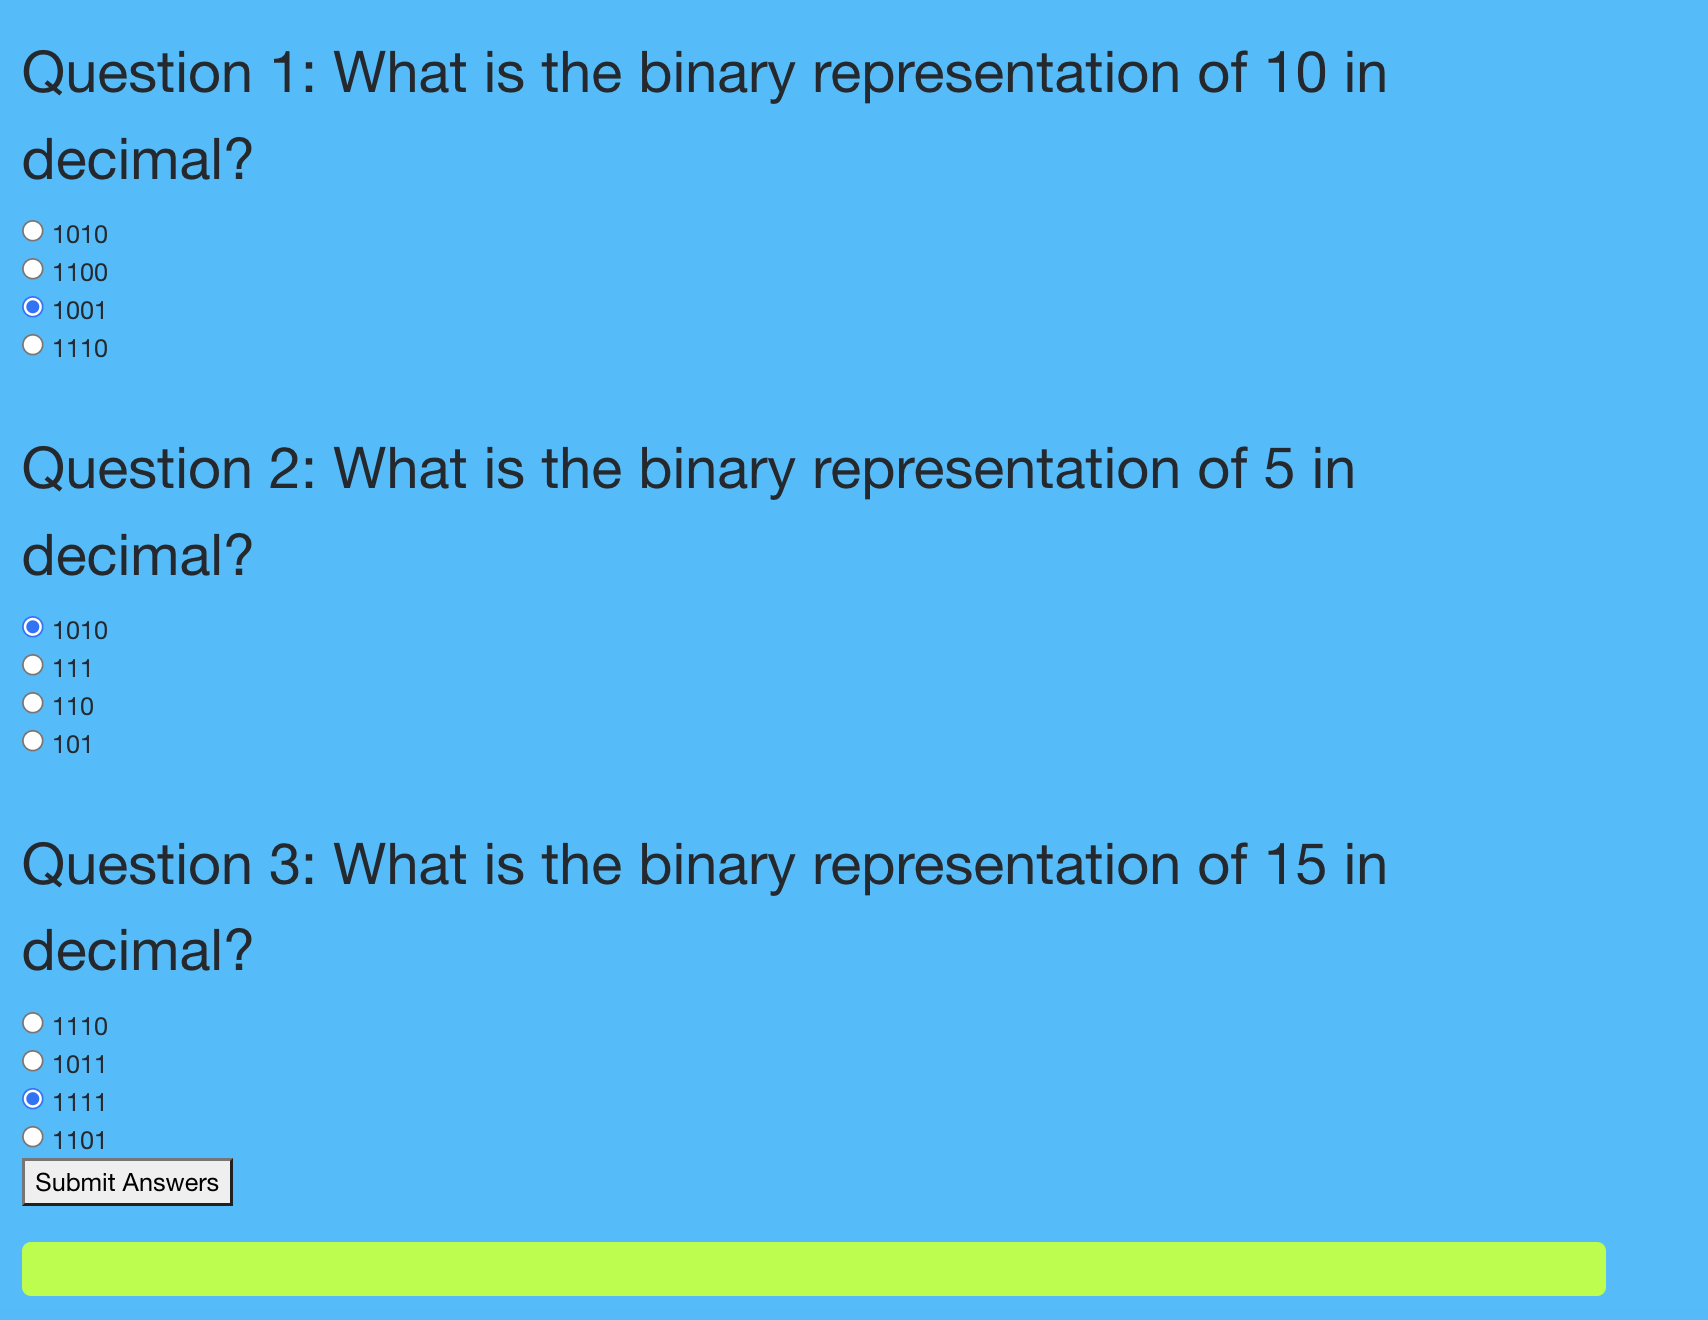 Question 1: What is the binary representation of 10 in
decimal?
1010
1100
1001
1110
Question 2: What is the binary representation of 5 in
decimal?
1010
111
110
101
Question 3: What is the binary representation of 15 in
decimal?
1110
1011
1111
1101
Submit Answers